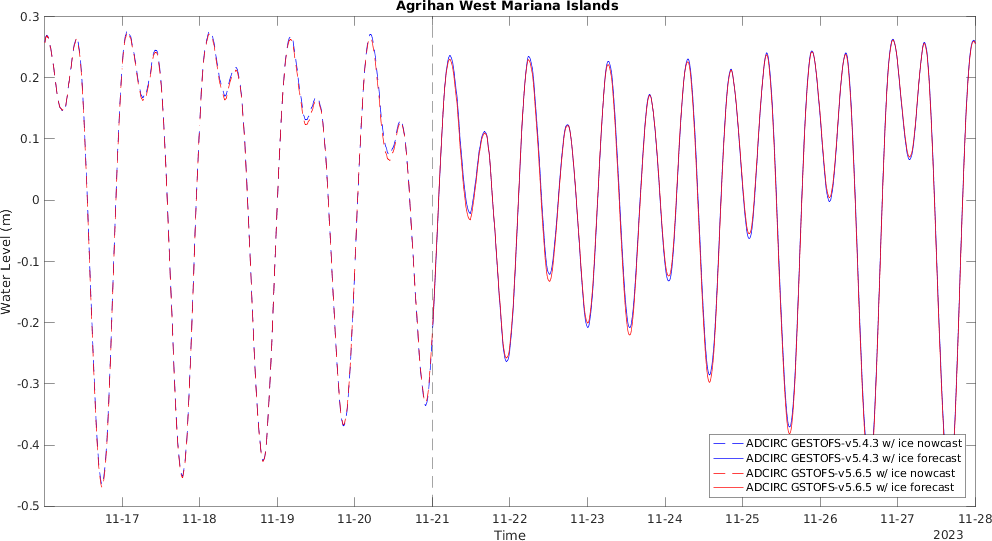 Agrihan West Mariana Islands
0.3
0.2
0.1
0
-0.1
-0.2
-0.3
-0.4
-0.5
Water Level (m)
ADCIRC GESTOFS-v5.4.3 w/ ice nowcast
ADCIRC GESTOFS-v5.4.3 w/ ice forecast
ADCIRC GSTOFS-v5.6.5 w/ ice nowcast
ADCIRC GSTOFS-v5.6.5 w/ ice forecast
11-17 11-18 11-19 11-20 11-21 11-22 11-23 11-24 11-25 11-26 11-27 11-28
Time
2023